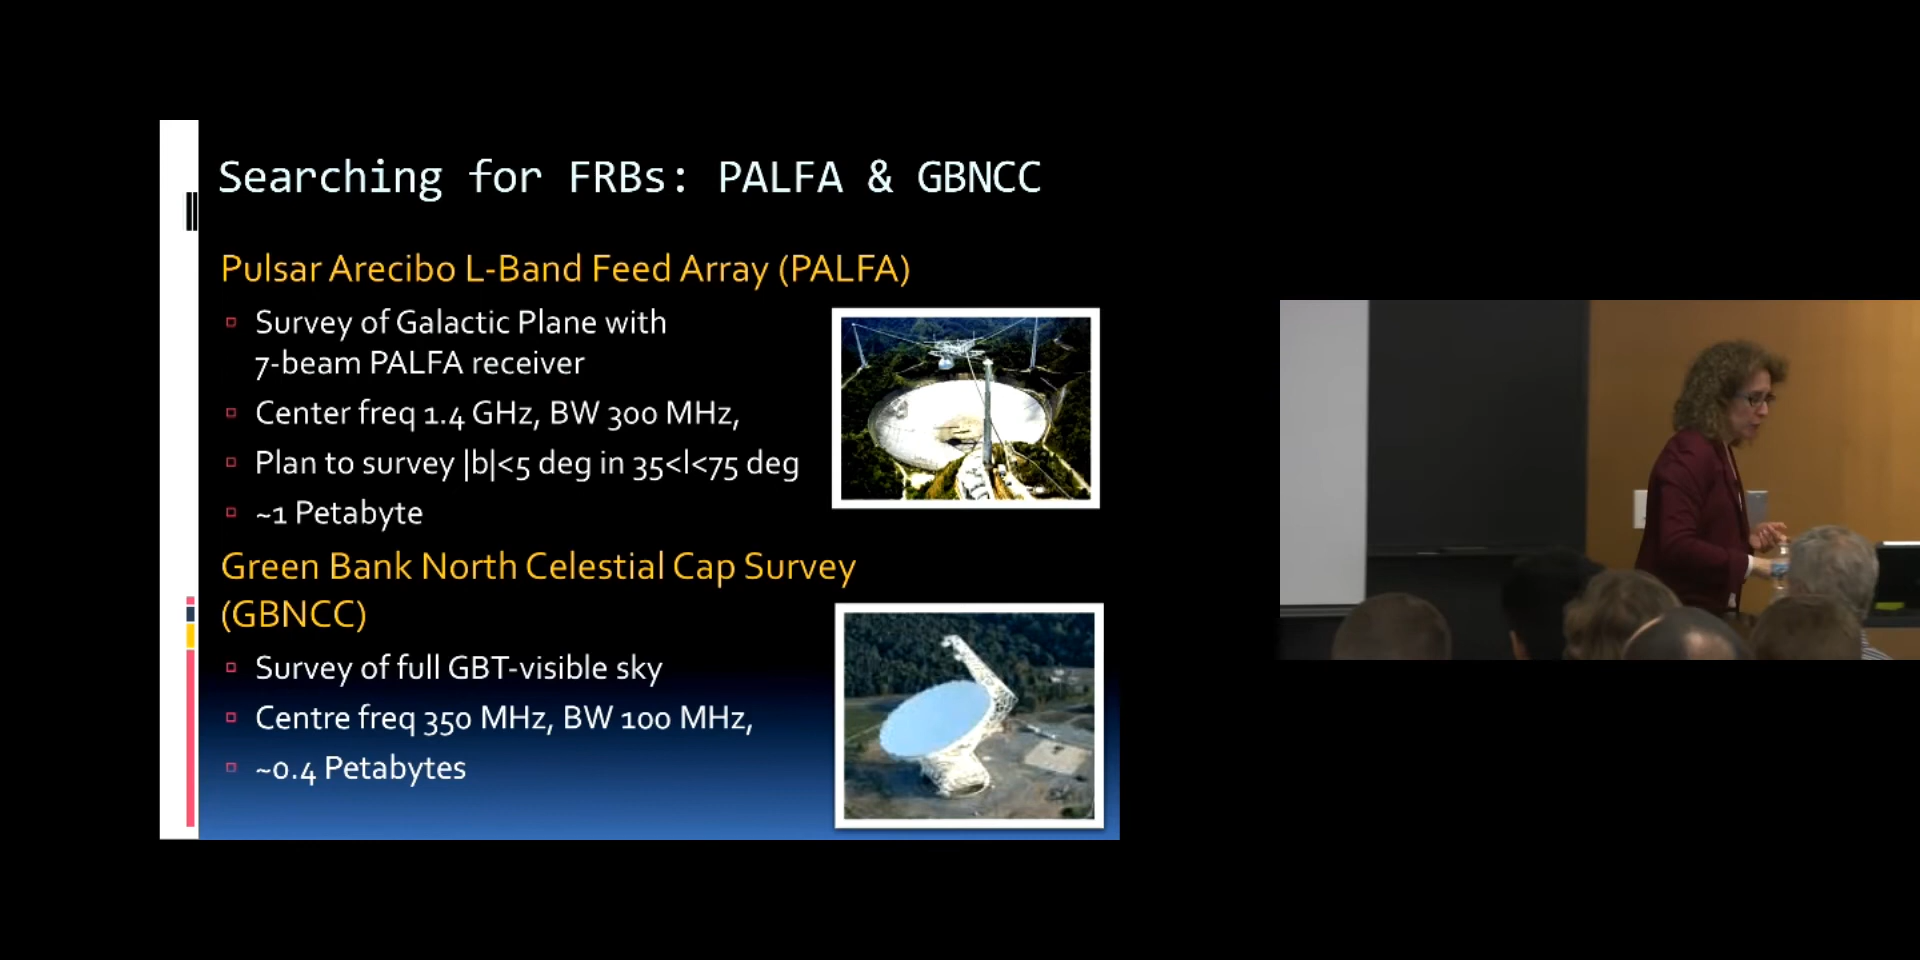 Searching for FRBs: PALFA & GBNCC
Pulsar Arecibo L-Band Feed Array (PALFA)
Survey of Galactic Plane with
7-beam PALFA receiver
Center freq 1.4 GHz, BW 300 MHz,
Plan to survey |b|<5 deg in 35<l<75 deg
~1 Petabyte
Green Bank North Celestial Cap Survey
(GBNCC)
Survey of full GBT-visible sky
Centre freq 350 MHz, BW 100 MHz,
~0.4 Petabytes